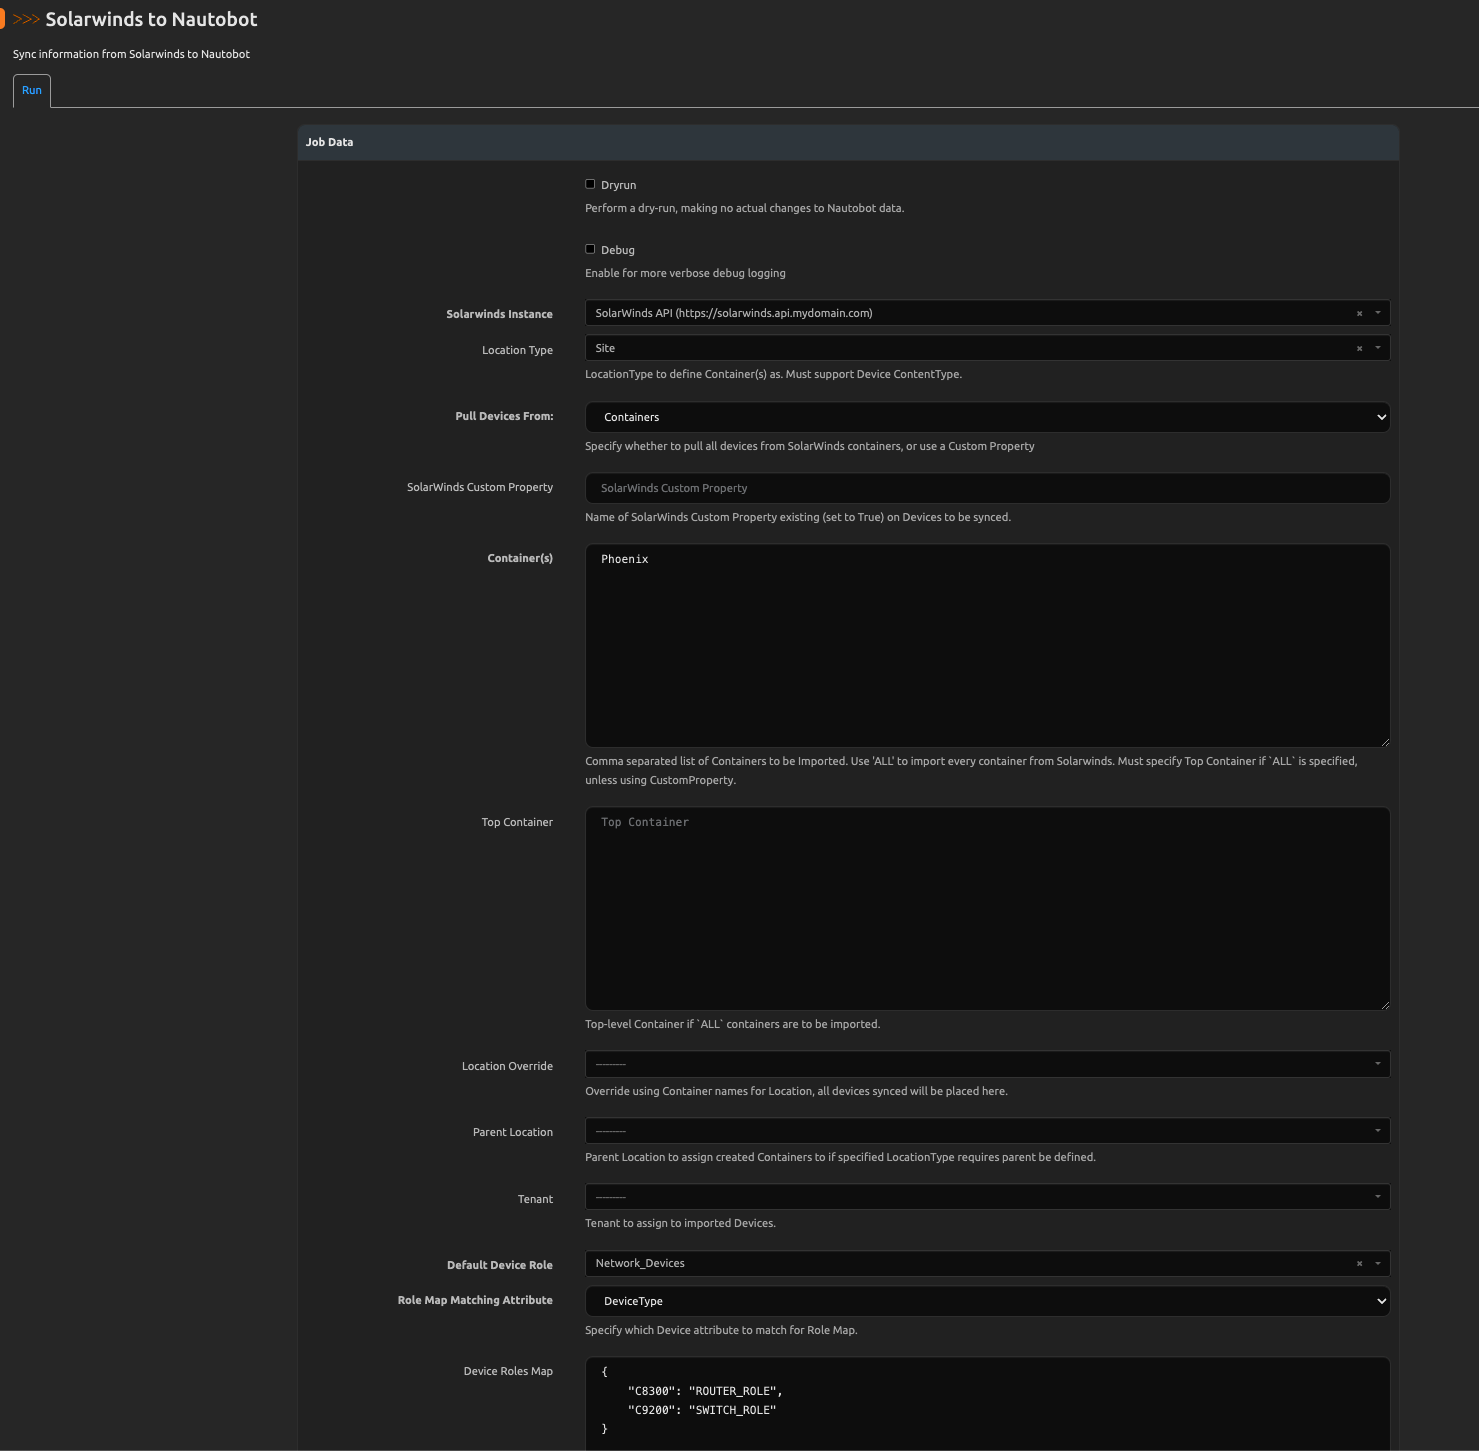 >>> Solarwinds to Nautobot
Sync information from Solarwinds to Nautobot
Run
Job Data
Dryrun
Perform a dry-run, making no actual changes to Nautobot data.
Debug
Enable for more verbose debug logging
Solarwinds Instance
SolarWinds API (https://solarwinds.api.mydomain.com)
Location Type
Site
LocationType to define Container(s) as. Must support Device ContentType.
Pull Devices From:
Containers
Specify whether to pull all devices from SolarWinds containers, or use a Custom Property
SolarWinds Custom Property
SolarWinds Custom Property
Name of SolarWinds Custom Property existing (set to True) on Devices to be synced.
Container(s)
Phoenix
Comma separated list of Containers to be Imported. Use 'ALL' to import every container from Solarwinds. Must specify Top Container if `ALL` is specified,
unless using CustomProperty.
Top Container
Top Container
Top-level Container if `ALL` containers are to be imported.
Location Override
---------
Override using Container names for Location, all devices synced will be placed here.
Parent Location
---------
Parent Location to assign created Containers to if specified LocationType requires parent be defined.
Tenant
---------
Tenant to assign to imported Devices.
Default Device Role
Network_Devices
Role Map Matching Attribute
DeviceType
Specify which Device attribute to match for Role Map.
Device Roles Map
{
"C8300": "ROUTER_ROLE",
"C9200": "SWITCH_ROLE"
}